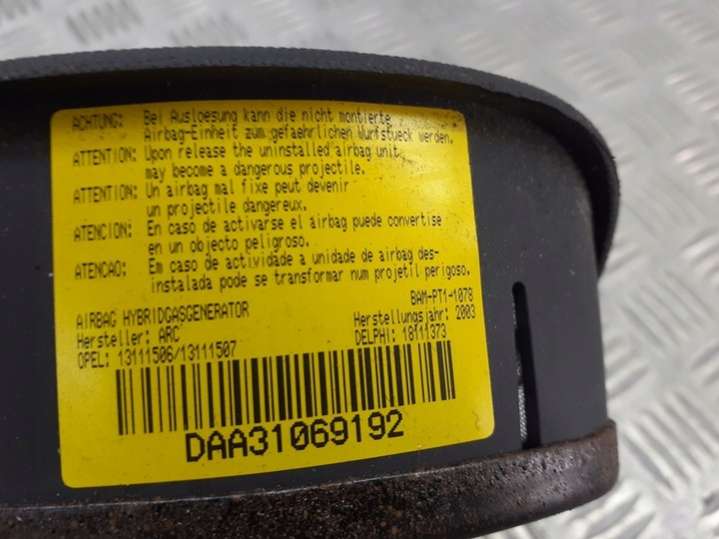 ACHTUNG: Bei Ausloesung kann die nicht montierte
Airbag-Einheit zum gefaehrlichen Wurfstueck werden.
ATTENTION: Upon release the uninstalled airbag unit
may become a dangerous projectile.
ATTENTION: Un airbag mal fixe peut devenir
un projectile dangereux.
ATENCION: En caso de activarse el airbag puede convertise
en un objecto peligroso.
ATENCAO: Em caso de actividade a unidade de airbag des-
instalada pode se transformar num projetil perigoso.
AIRBAG HYBRIDGASGENERATOR BAM-PT1-1078
Hersteller: ARC Herstellungsjahr: 2003
OPEL: 13111506/13111507 DELPHI: 18111373
DAA31069192